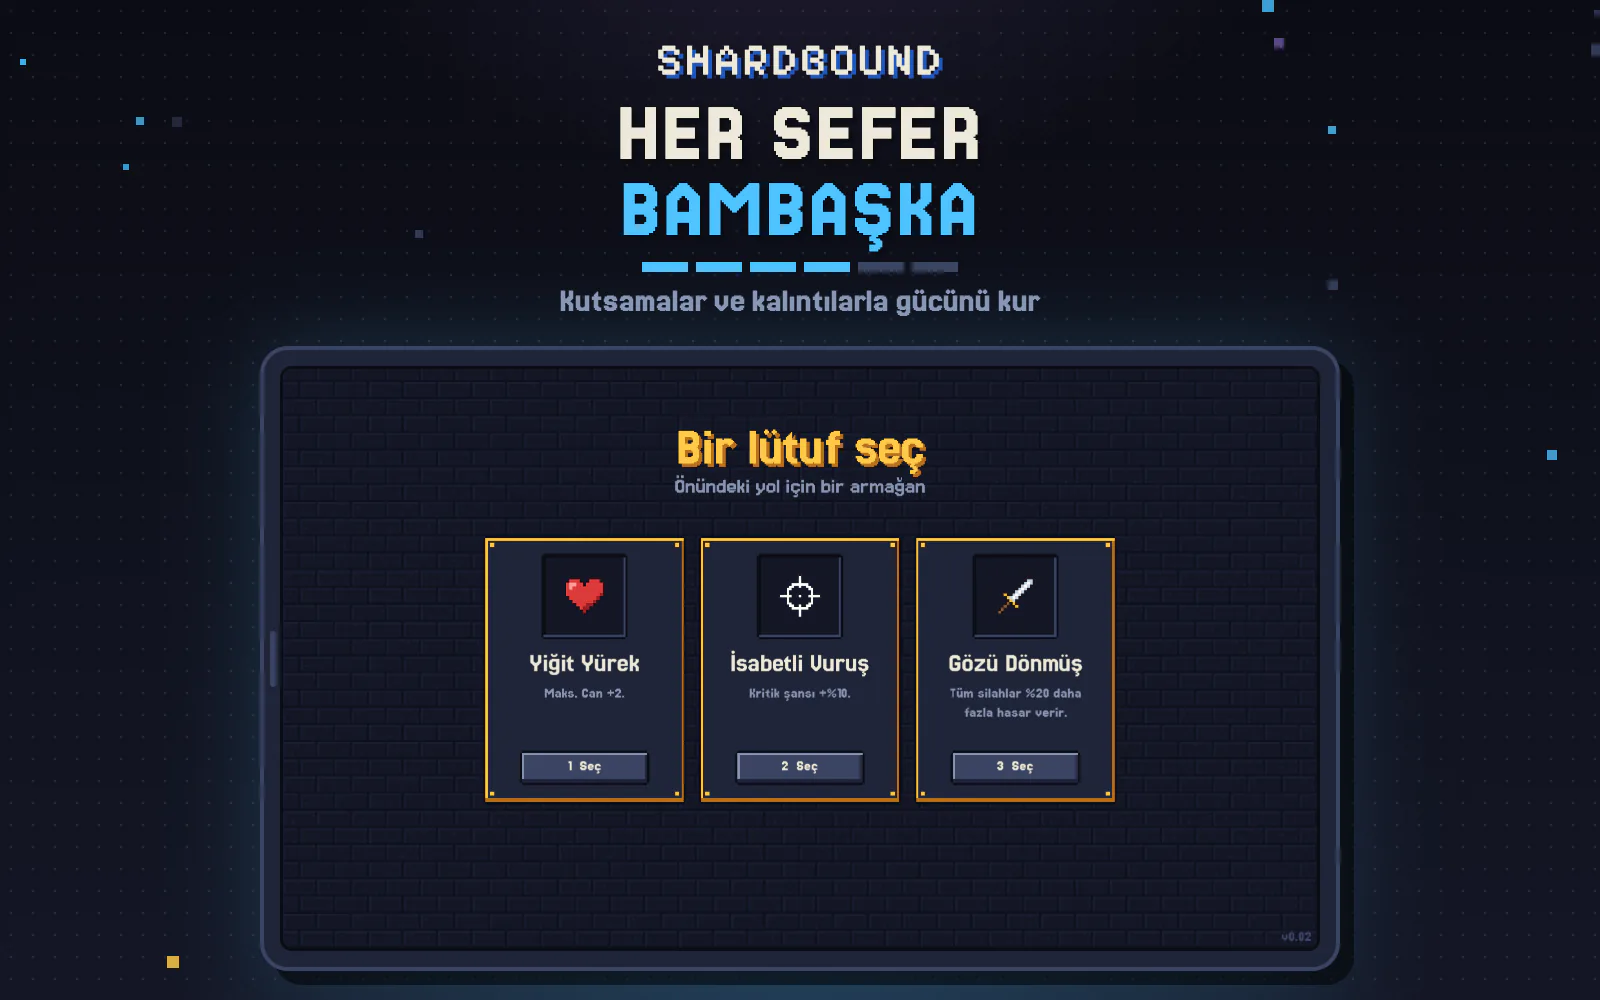 SHARDBOUND
HER SEFER
BAMBAŞKA
Kutsamalar ve kalıntılarla gücünü kur
Bir lütuf seç
Önündeki yol için bir armağan
Yiğit Yürek
Maks. Can +2.
1 Seç
İsabetli Vuruş
Kritik şansı +%10.
2 Seç
Gözü Dönmüş
Tüm silahlar %20 daha
fazla hasar verir.
3 Seç
v0.02